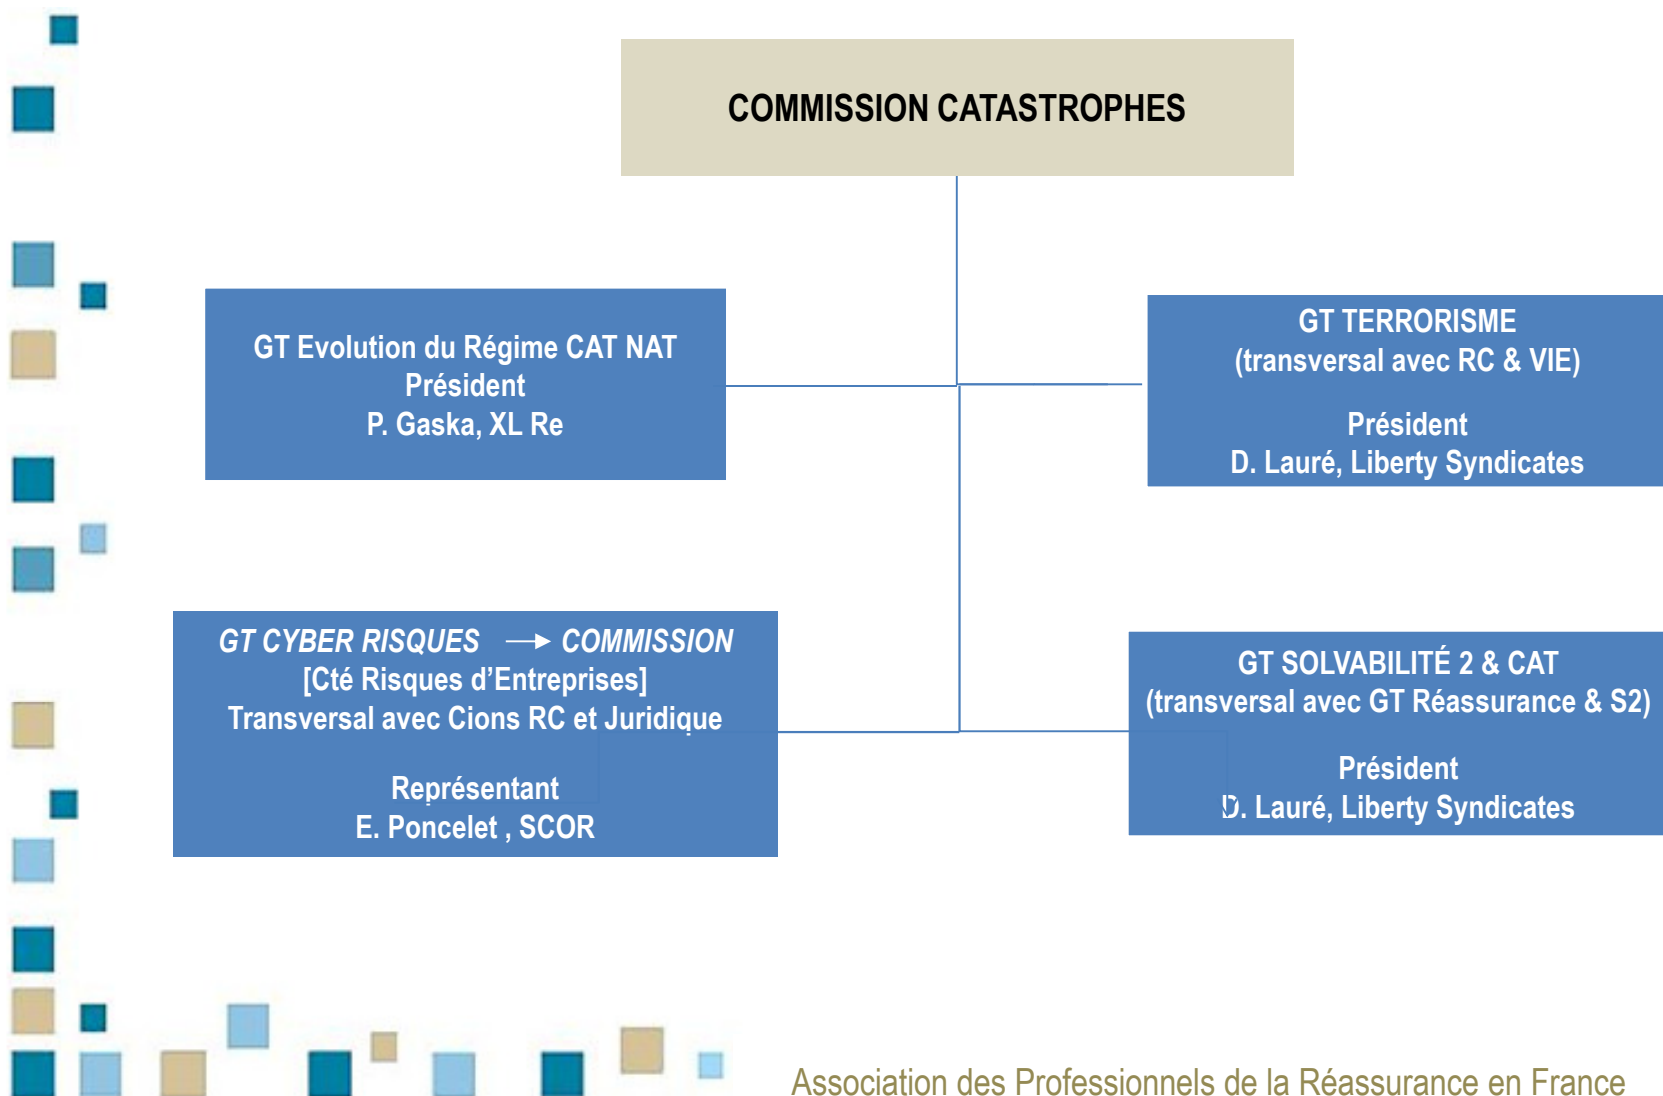 COMMISSION CATASTROPHES
GT Evolution du Régime CAT NAT
Président
P. Gaska, XL Re
GT TERRORISME
(transversal avec RC & VIE)
Président
D. Lauré, Liberty Syndicates
GT CYBER RISQUES → COMMISSION
[Cté Risques d’Entreprises]
Transversal avec Cions RC et Juridique
Représentant
E. Poncelet , SCOR
GT SOLVABILITÉ 2 & CAT
(transversal avec GT Réassurance & S2)
Président
D. Lauré, Liberty Syndicates
Association des Professionnels de la Réassurance en France